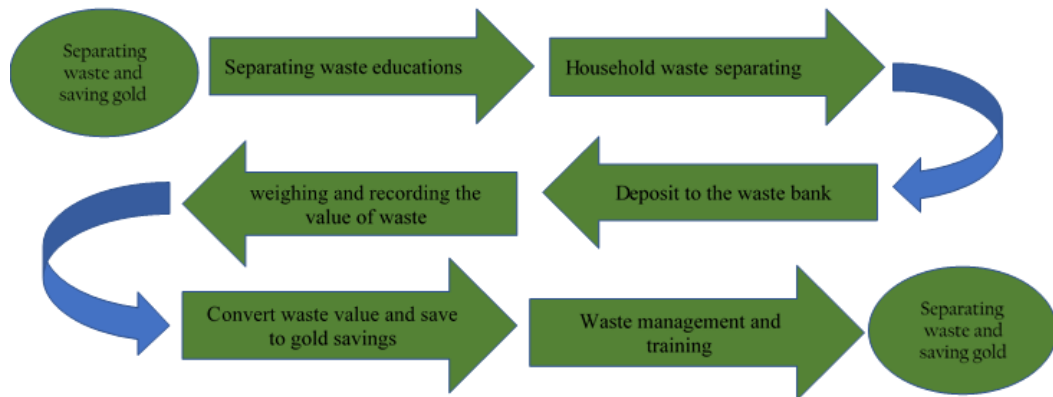 Separating
waste and
saving gold
Separating waste educations
Household waste separating
Deposit to the waste bank
weighing and recording the
value of waste
Convert waste value and save
to gold savings
Waste management and
training
Separating
waste and
saving gold